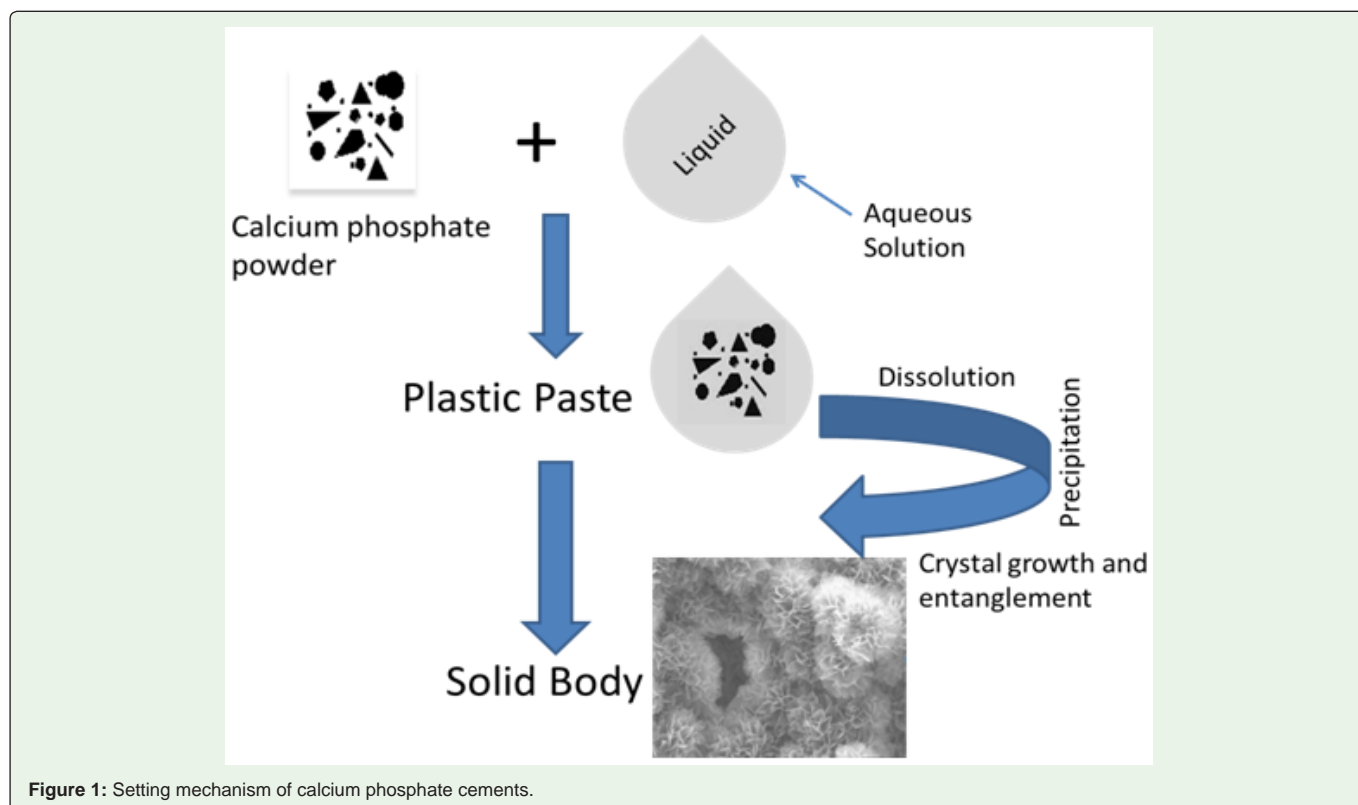 +
Liquid
Calcium phosphate
powder
Aqueous
Solution
Plastic Paste
Dissolution
Precipitation
Crystal growth and
entanglement
Solid Body
Figure 1: Setting mechanism of calcium phosphate cements.